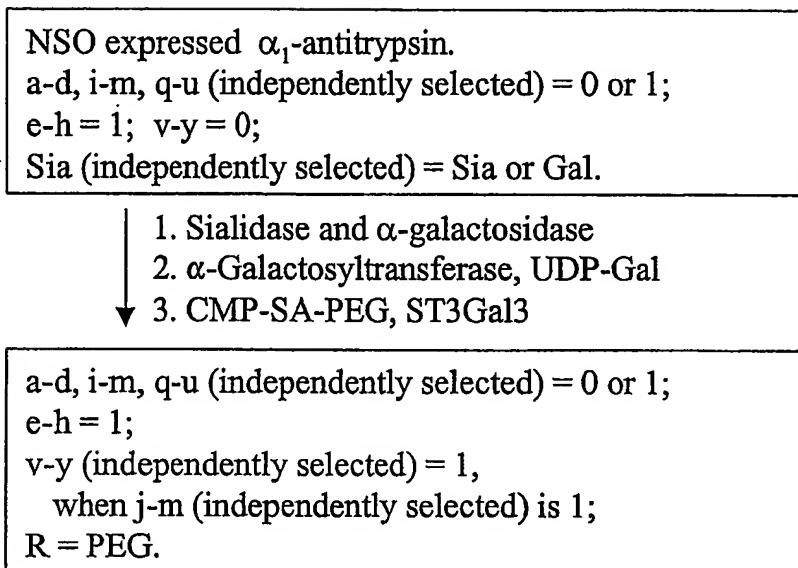 NSO expressed α₁-antitrypsin.
a-d, i-m, q-u (independently selected) = 0 or 1;
e-h = 1; v-y = 0;
Sia (independently selected) = Sia or Gal.
1. Sialidase and α-galactosidase
2. α-Galactosyltransferase, UDP-Gal
3. CMP-SA-PEG, ST3Gal3
a-d, i-m, q-u (independently selected) = 0 or 1;
e-h = 1;
v-y (independently selected) = 1,
when j-m (independently selected) is 1;
R = PEG.